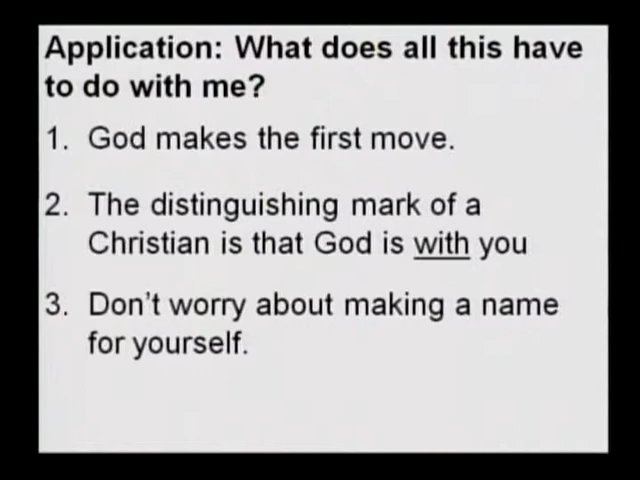 Application: What does all this have
to do with me?
1. God makes the first move.
2. The distinguishing mark of a
Christian is that God is with you
3. Don't worry about making a name
for yourself.